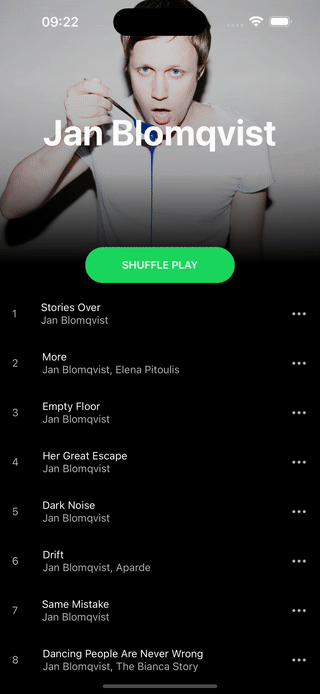 09:22
Jan Blomqvist
SHUFFLE PLAY
1
Stories Over
Jan Blomqvist
2
More
Jan Blomqvist, Elena Pitoulis
3
Empty Floor
Jan Blomqvist
4
Her Great Escape
Jan Blomqvist
5
Dark Noise
Jan Blomqvist
6
Drift
Jan Blomqvist, Aparde
7
Same Mistake
Jan Blomqvist
8
Dancing People Are Never Wrong
Jan Blomqvist, The Bianca Story